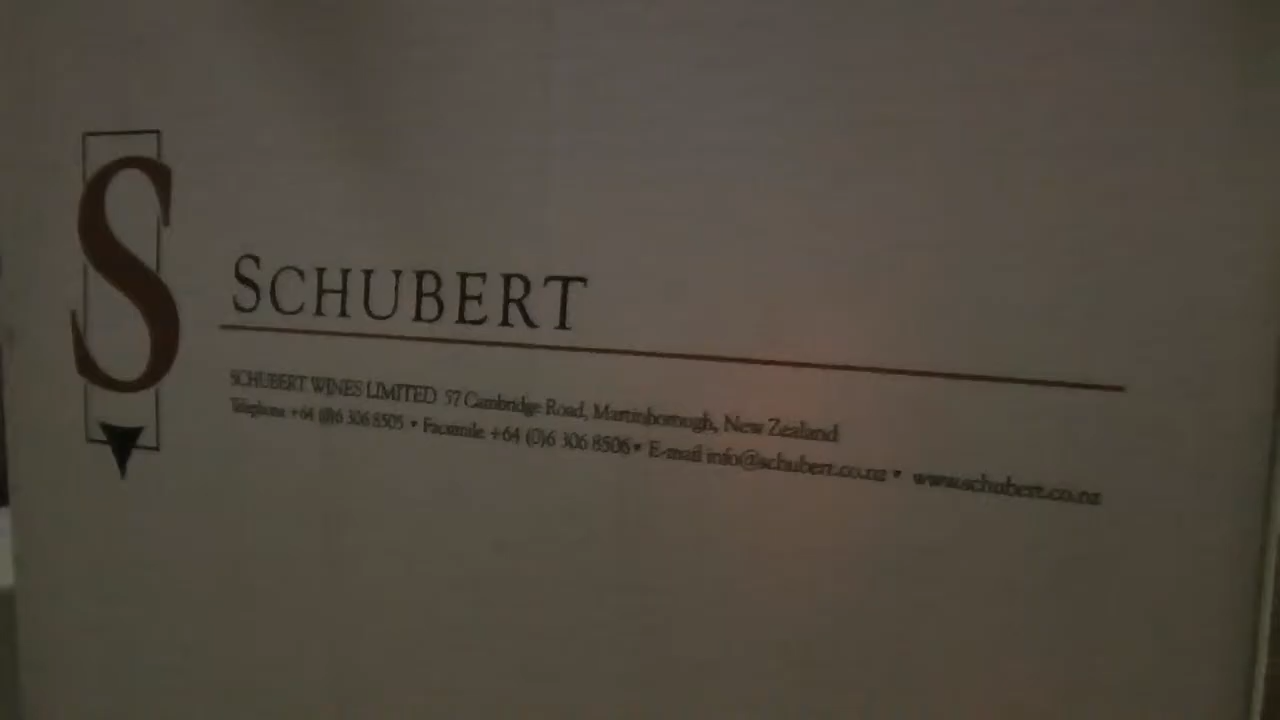 S
SCHUBERT
SCHUBERT WINES LIMITED 57 Cambridge Road, Martinborough, New Zealand
Telephone +64 (0)6 306 8505 • Facsimile +64 (0)6 306 8506 • E-mail info@schubert.co.nz • www.schubert.co.nz